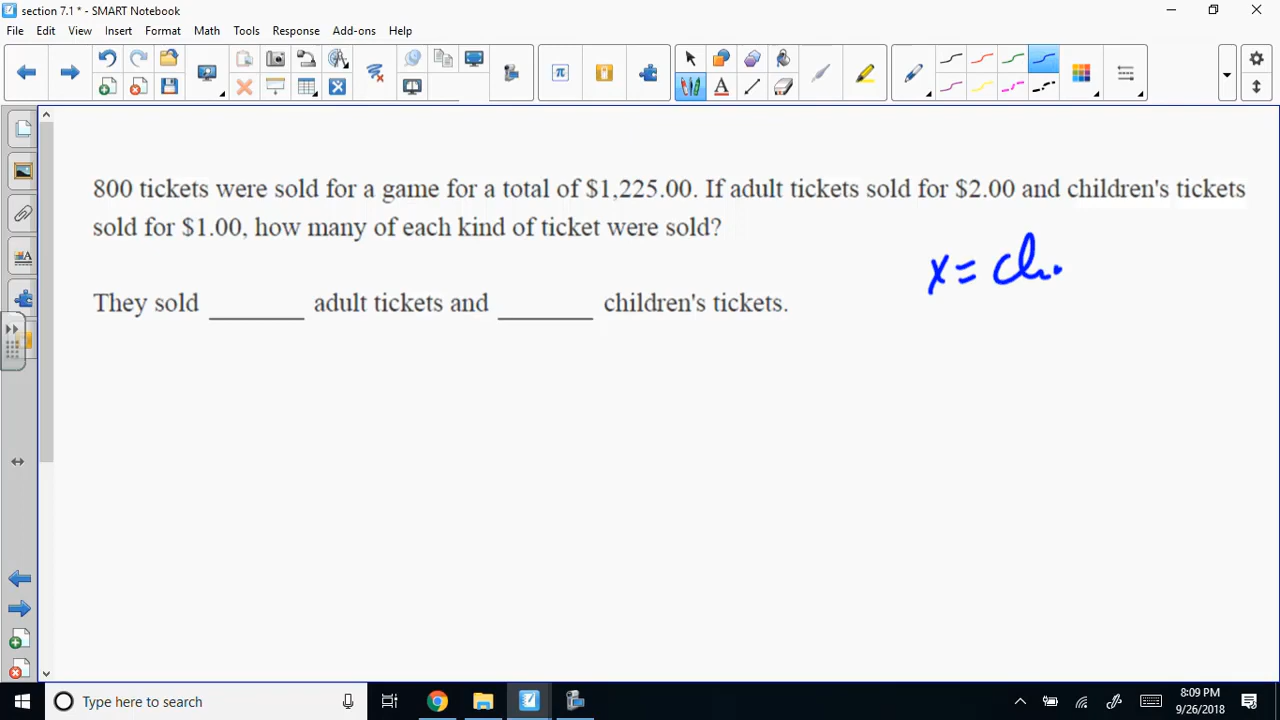 section 7.1 * - SMART Notebook
File Edit View Insert Format Math Tools Response Add-ons Help
800 tickets were sold for a game for a total of $1,225.00. If adult tickets sold for $2.00 and children's tickets
sold for $1.00, how many of each kind of ticket were sold?
x = chi
They sold ________ adult tickets and ________ children's tickets.
Type here to search
8:09 PM
9/26/2018